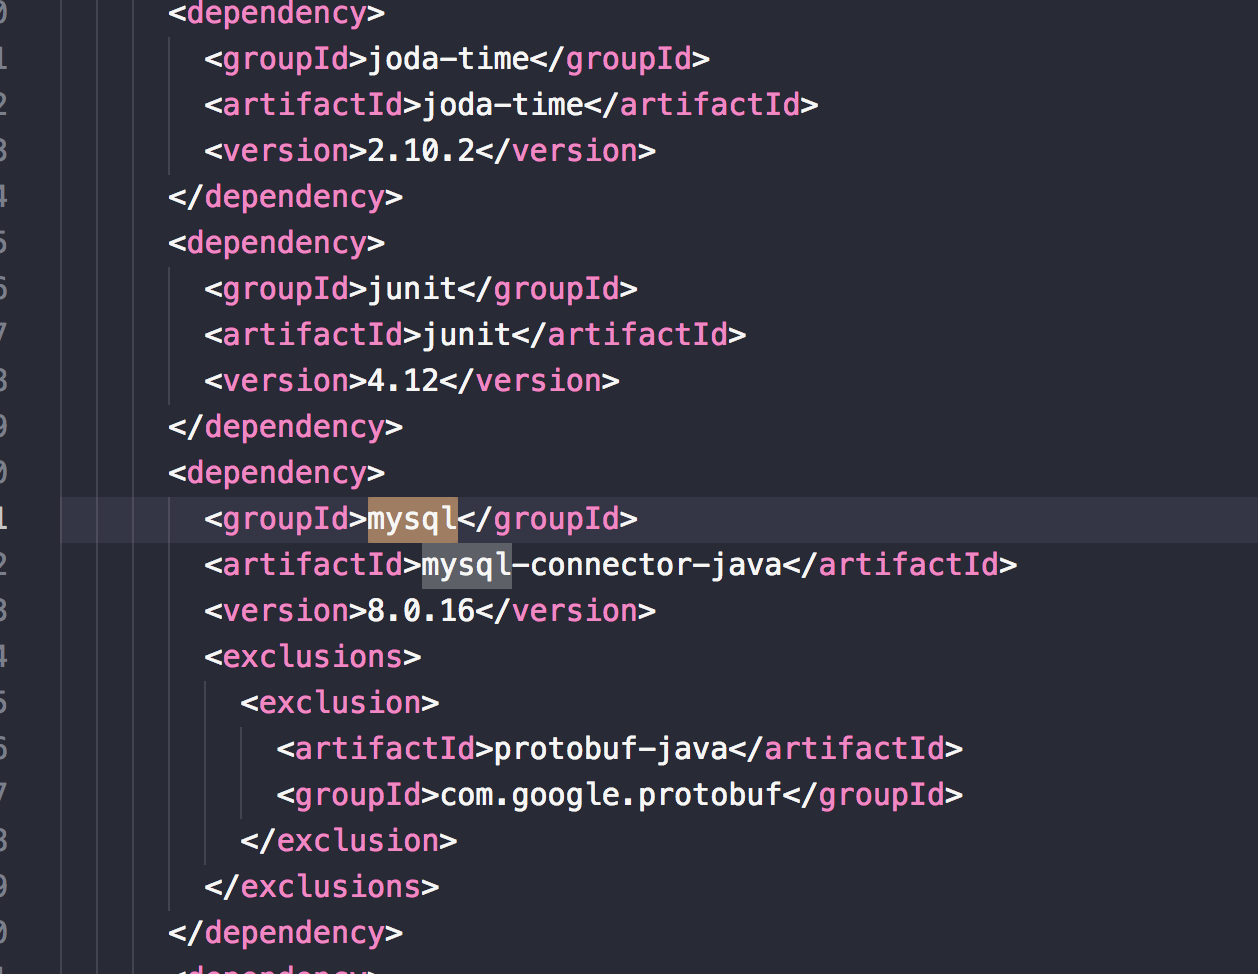 <dependency>
<groupId>joda-time</groupId>
<artifactId>joda-time</artifactId>
<version>2.10.2</version>
</dependency>
<dependency>
<groupId>junit</groupId>
<artifactId>junit</artifactId>
<version>4.12</version>
</dependency>
<dependency>
<groupId>mysql</groupId>
<artifactId>mysql-connector-java</artifactId>
<version>8.0.16</version>
<exclusions>
<exclusion>
<artifactId>protobuf-java</artifactId>
<groupId>com.google.protobuf</groupId>
</exclusion>
</exclusions>
</dependency>
<dependency>